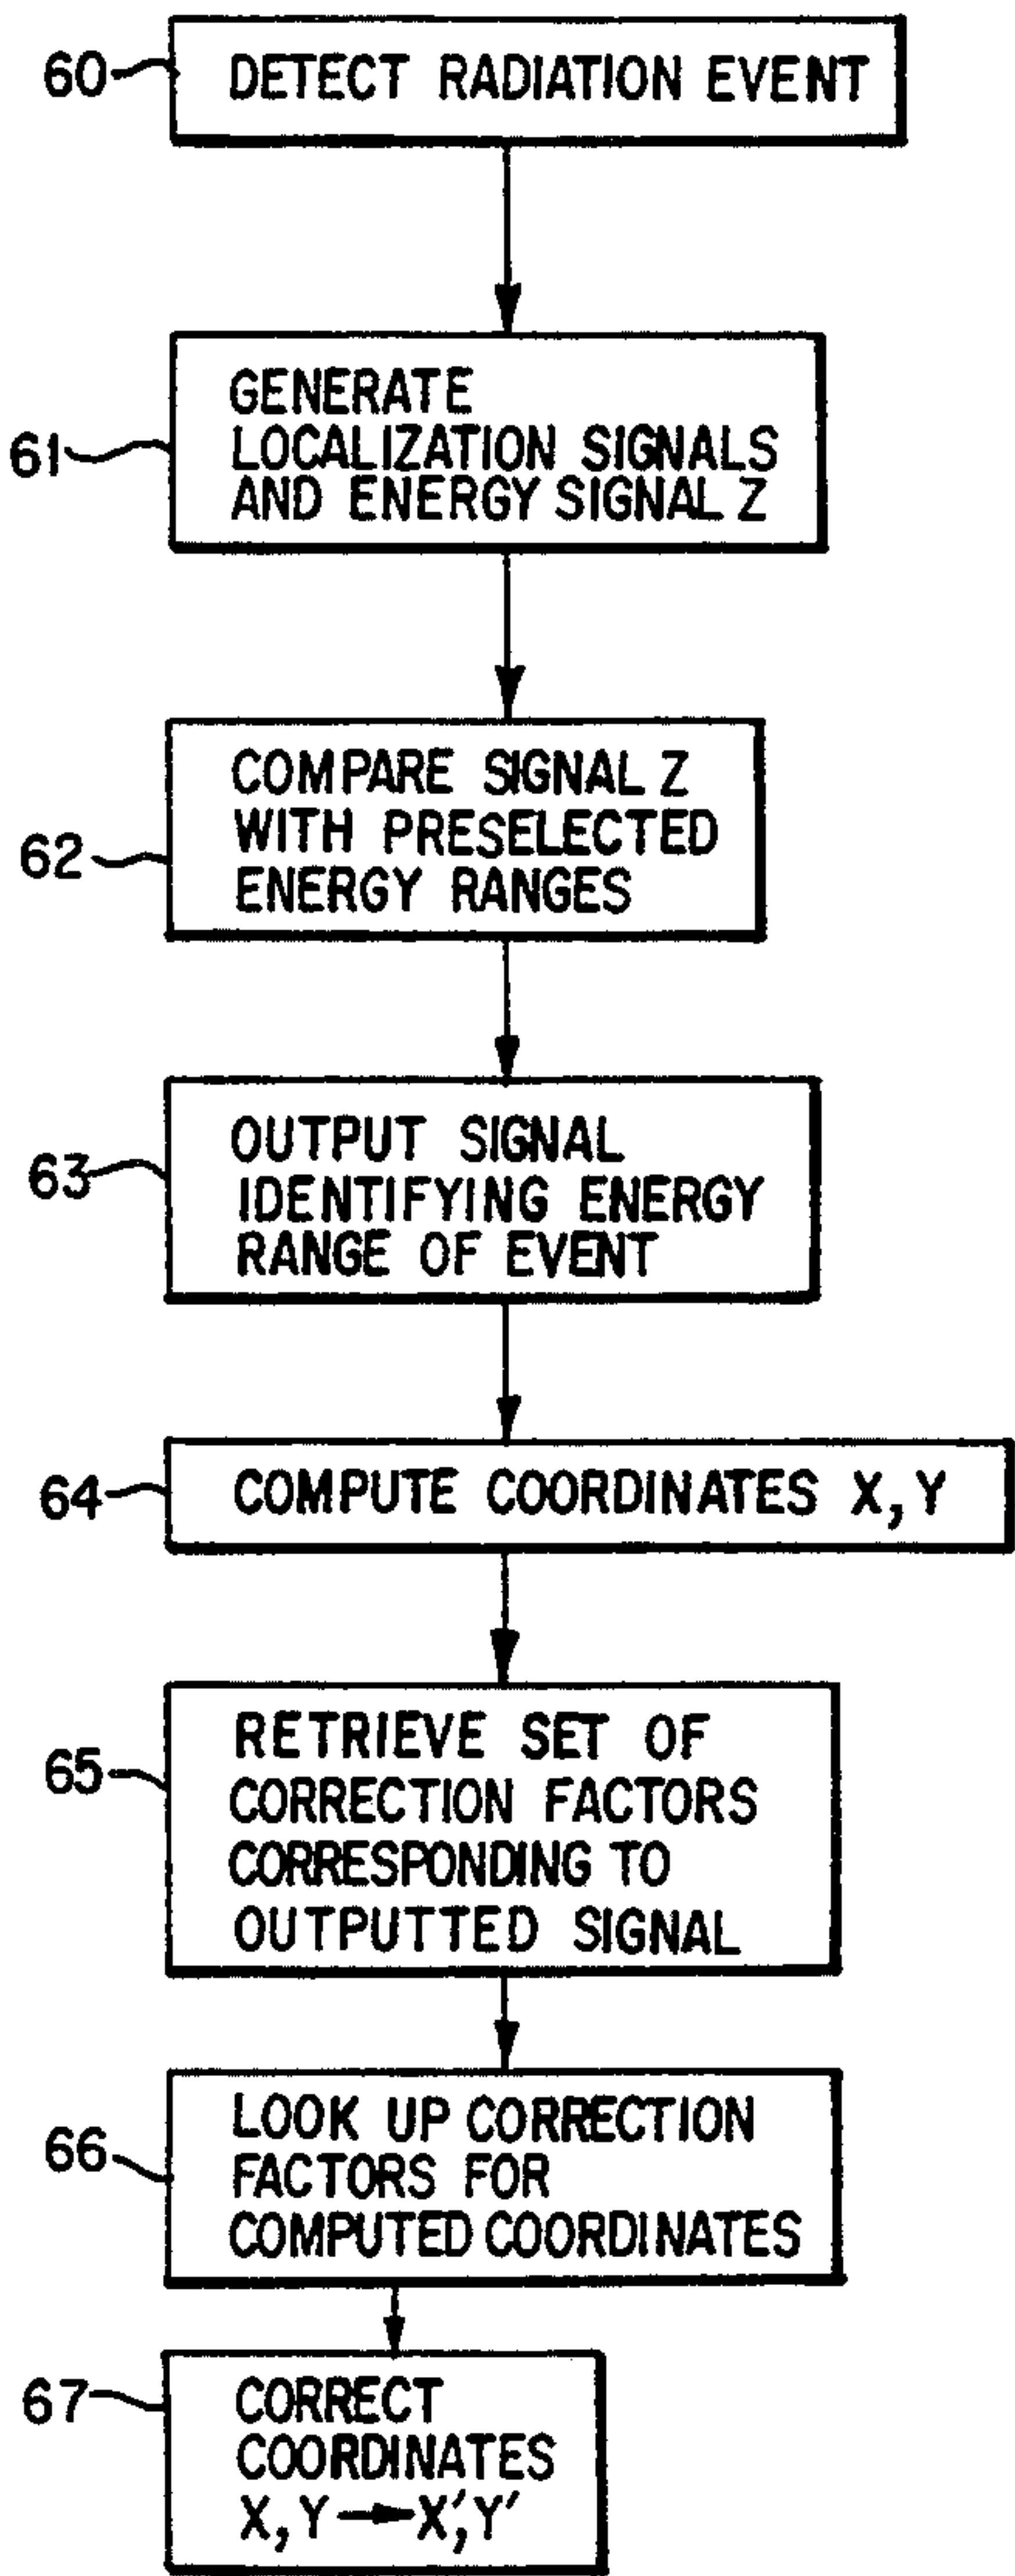 60
DETECT RADIATION EVENT
61
GENERATE
LOCALIZATION SIGNALS
AND ENERGY SIGNAL Z
62
COMPARE SIGNAL Z
WITH PRESELECTED
ENERGY RANGES
63
OUTPUT SIGNAL
IDENTIFYING ENERGY
RANGE OF EVENT
64
COMPUTE COORDINATES X, Y
65
RETRIEVE SET OF
CORRECTION FACTORS
CORRESPONDING TO
OUTPUTTED SIGNAL
66
LOOK UP CORRECTION
FACTORS FOR
COMPUTED COORDINATES
67
CORRECT
COORDINATES
X, Y → X', Y'